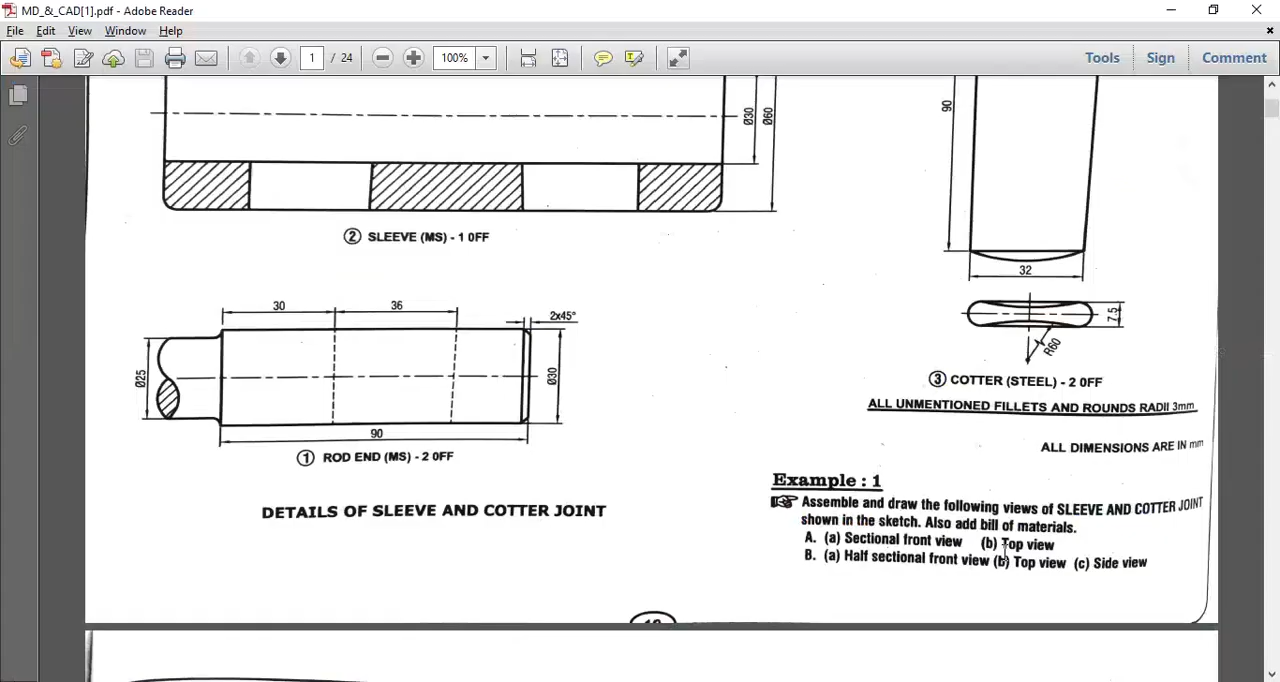 MD_&_CAD[1].pdf - Adobe Reader
File Edit View Window Help
1 / 24 100% Tools Sign Comment
90
Ø30
Ø60
② SLEEVE (MS) - 1 OFF
32
30 36
2x45°
7.5
R60
Ø25
Ø30
③ COTTER (STEEL) - 2 OFF
ALL UNMENTIONED FILLETS AND ROUNDS RADII 3mm
90
① ROD END (MS) - 2 OFF
ALL DIMENSIONS ARE IN mm
Example : 1
DETAILS OF SLEEVE AND COTTER JOINT
Assemble and draw the following views of SLEEVE AND COTTER JOINT
shown in the sketch. Also add bill of materials.
A. (a) Sectional front view (b) Top view
B. (a) Half sectional front view (b) Top view (c) Side view